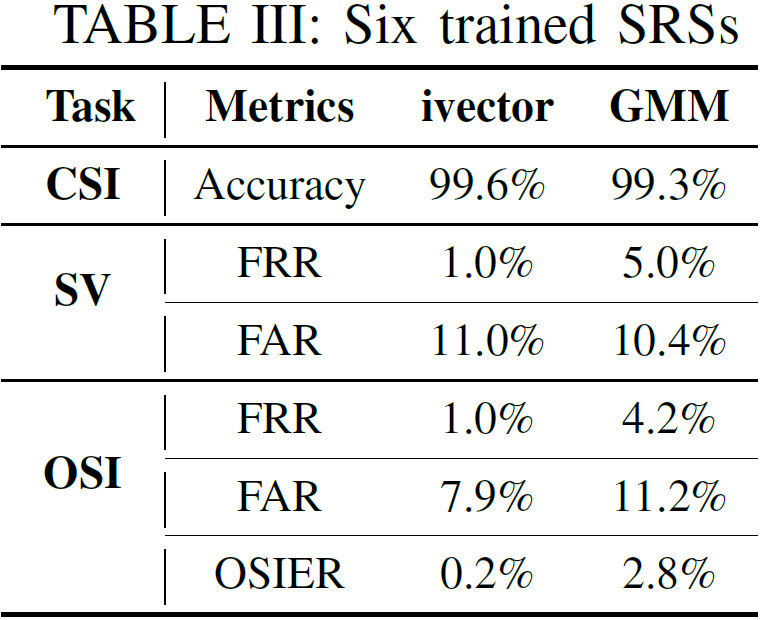 TABLE III: Six trained SRSs
Task Metrics ivector GMM
CSI Accuracy 99.6% 99.3%
SV FRR 1.0% 5.0%
FAR 11.0% 10.4%
OSI FRR 1.0% 4.2%
FAR 7.9% 11.2%
OSIER 0.2% 2.8%